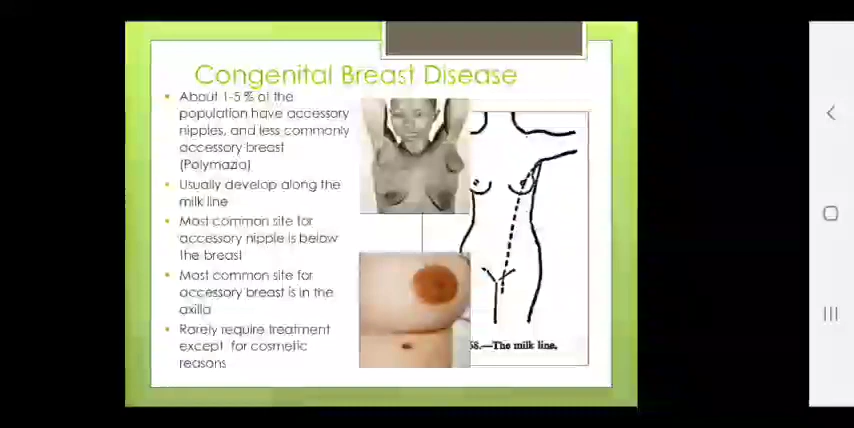 Congenital Breast Disease
About 1-5 % of the
population have accessory
nipples, and less commonly
accessory breast
(Polymazia)
Usually develop along the
milk line
Most common site for
accessory nipple is below
the breast
Most common site for
accessory breast is in the
axilla
Rarely require treatment
except for cosmetic
reasons
58.—The milk line.